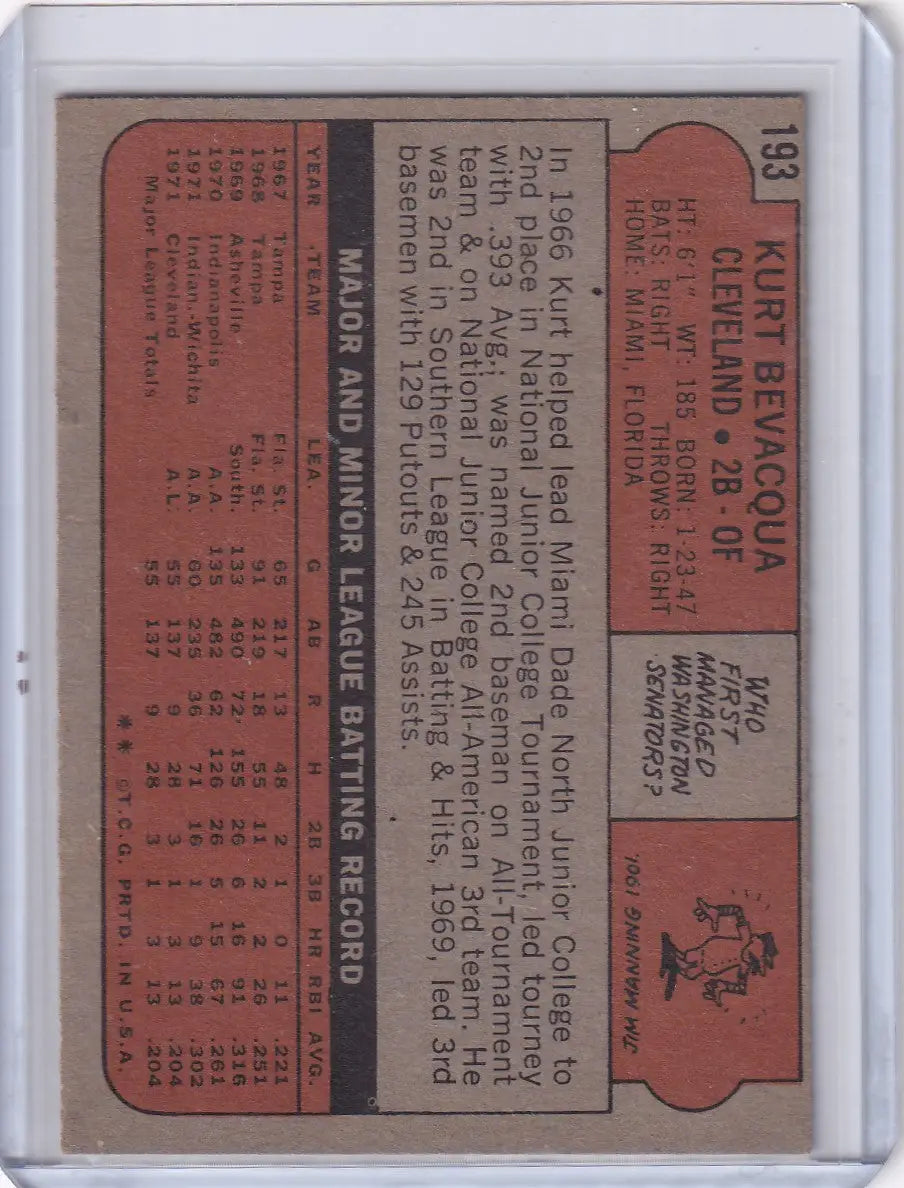 193
KURT BEVACQUA
CLEVELAND • 2B - OF
HT: 6'1" WT: 185 BORN: 1-23-47
BATS: RIGHT THROWS: RIGHT
HOME: MIAMI, FLORIDA
WHO
FIRST
MANAGED
WASHINGTON
SENATORS?
JIM MANNING 1901.
In 1966 Kurt helped lead Miami Dade North Junior College to
2nd place in National Junior College Tournament, led tourney
with .393 Avg.; was named 2nd baseman on All-Tournament
team & on National Junior College All-American 3rd team. He
was 2nd in Southern League in Batting & Hits, 1969, led 3rd
basemen with 129 Putouts & 245 Assists.
MAJOR AND MINOR LEAGUE BATTING RECORD
YEAR TEAM LEA. G AB R H 2B 3B HR RBI AVG.
1967 Tampa Fla. St. 65 217 13 48 2 1 0 11 .221
1968 Tampa Fla. St. 91 219 18 55 11 2 2 26 .251
1969 Asheville South. 133 490 72 155 26 6 16 91 .316
1970 Indianapolis A.A. 135 482 62 126 26 5 15 67 .261
1971 Indian.-Wichita A.A. 60 235 36 71 16 1 9 38 .302
1971 Cleveland A.L. 55 137 9 28 3 1 3 13 .204
Major League Totals 55 137 9 28 3 1 3 13 .204
** ©T.C.G. PRTD. IN U.S.A.